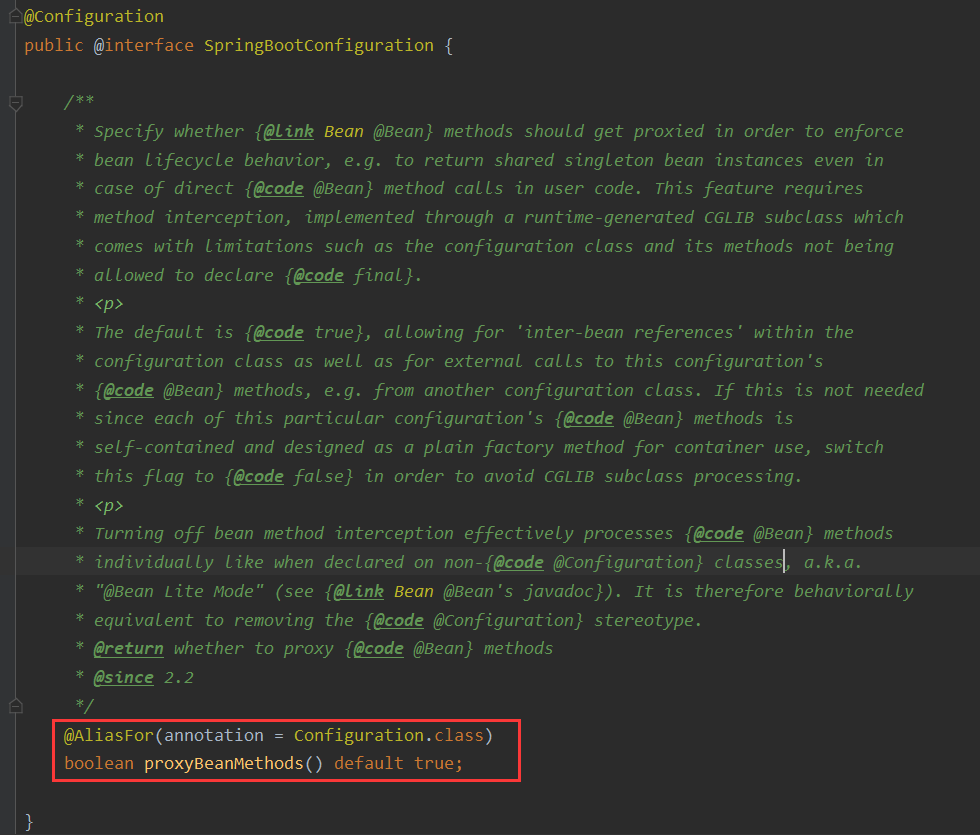 @Configuration
public @interface SpringBootConfiguration {
/**
* Specify whether {@link Bean @Bean} methods should get proxied in order to enforce
* bean lifecycle behavior, e.g. to return shared singleton bean instances even in
* case of direct {@code @Bean} method calls in user code. This feature requires
* method interception, implemented through a runtime-generated CGLIB subclass which
* comes with limitations such as the configuration class and its methods not being
* allowed to declare {@code final}.
* <p>
* The default is {@code true}, allowing for 'inter-bean references' within the
* configuration class as well as for external calls to this configuration's
* {@code @Bean} methods, e.g. from another configuration class. If this is not needed
* since each of this particular configuration's {@code @Bean} methods is
* self-contained and designed as a plain factory method for container use, switch
* this flag to {@code false} in order to avoid CGLIB subclass processing.
* <p>
* Turning off bean method interception effectively processes {@code @Bean} methods
* individually like when declared on non-{@code @Configuration} classes, a.k.a.
* "@Bean Lite Mode" (see {@link Bean @Bean's javadoc}). It is therefore behaviorally
* equivalent to removing the {@code @Configuration} stereotype.
* @return whether to proxy {@code @Bean} methods
* @since 2.2
*/
@AliasFor(annotation = Configuration.class)
boolean proxyBeanMethods() default true;
}